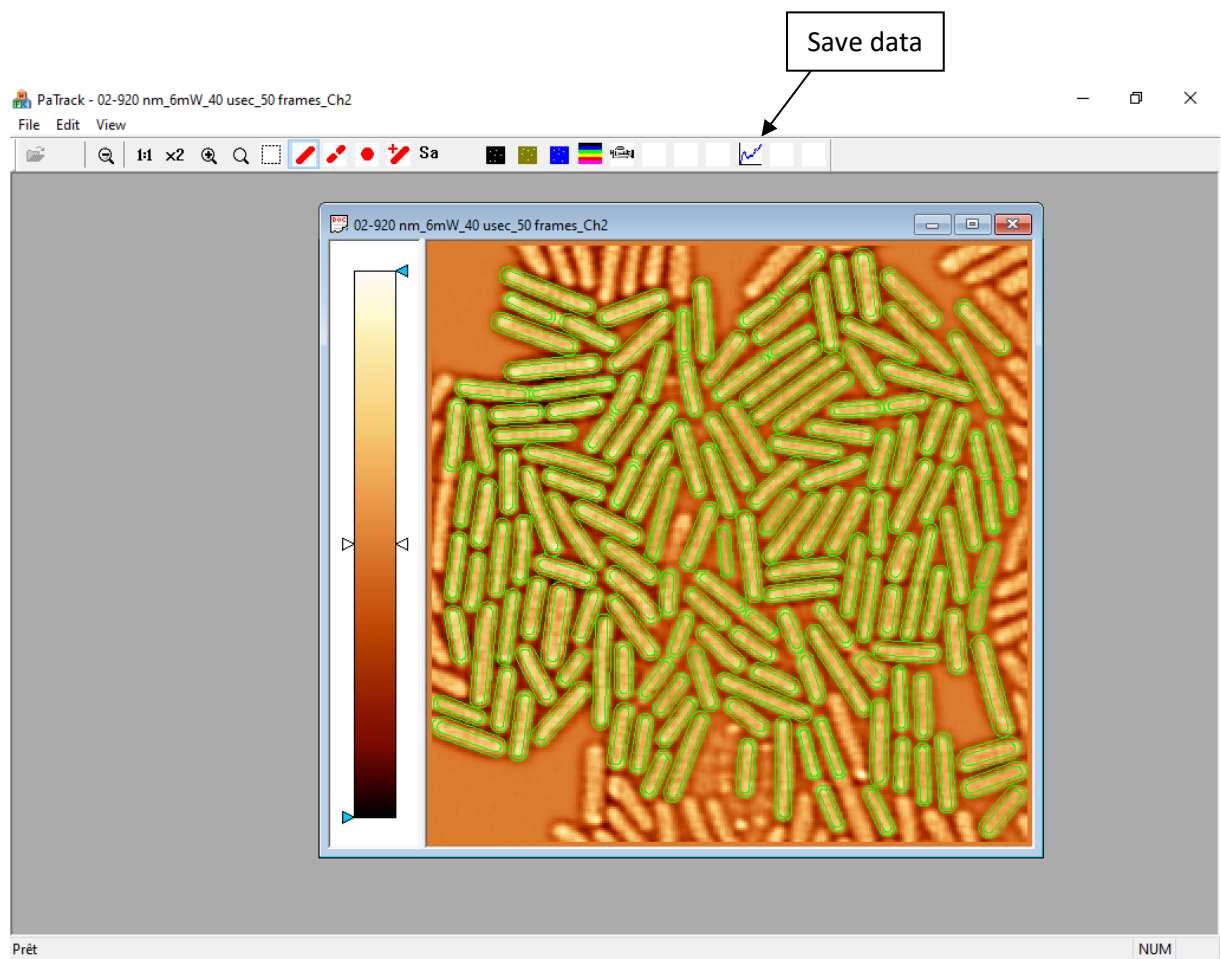 Save data
PaTrack - 02-920 nm_6mW_40 usec_50 frames_Ch2
File Edit View
1:1 x2 Sa
DOC 02-920 nm_6mW_40 usec_50 frames_Ch2
Prêt NUM